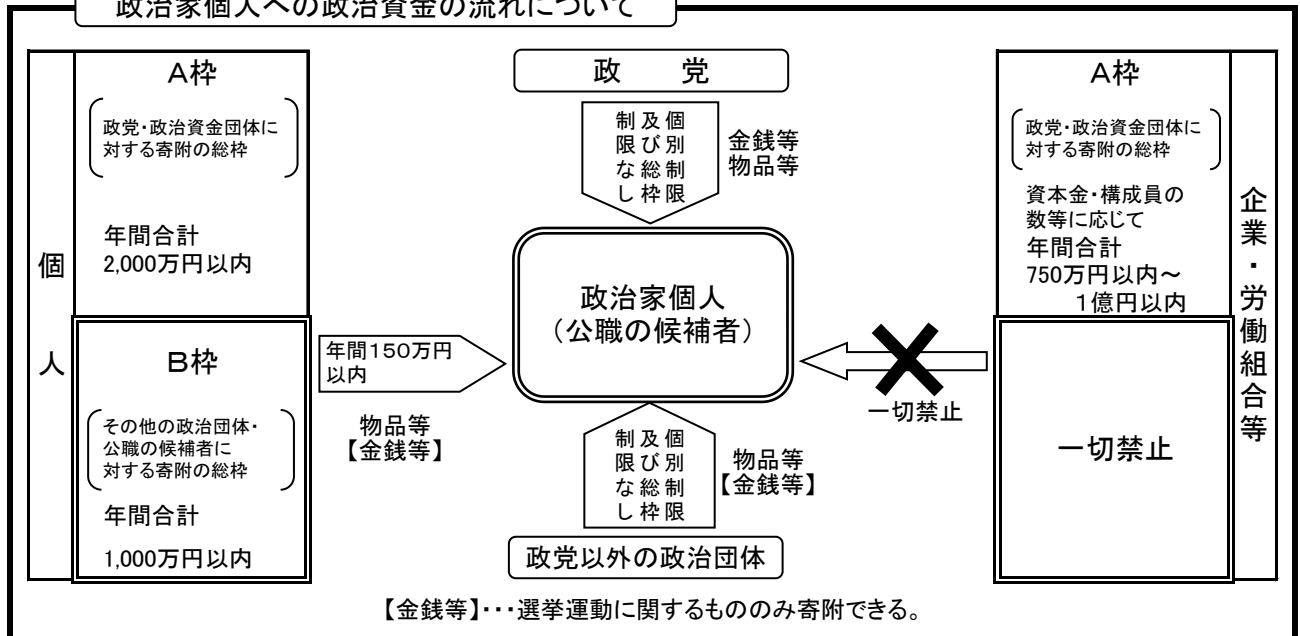 政治家個人への政治資金の流れについて
個人
A枠
政党・政治資金団体に
対する寄附の総枠
年間合計
2,000万円以内
B枠
その他の政治団体・
公職の候補者に
対する寄附の総枠
年間合計
1,000万円以内
年間150万円
以内
物品等
【金銭等】
政　党
個別制限
及び総枠
制限なし
金銭等
物品等
政治家個人
（公職の候補者）
個別制限
及び総枠
制限なし
物品等
【金銭等】
政党以外の政治団体
一切禁止
A枠
政党・政治資金団体に
対する寄附の総枠
資本金・構成員の
数等に応じて
年間合計
750万円以内～
1億円以内
一切禁止
企業・労働組合等
【金銭等】・・・選挙運動に関するもののみ寄附できる。